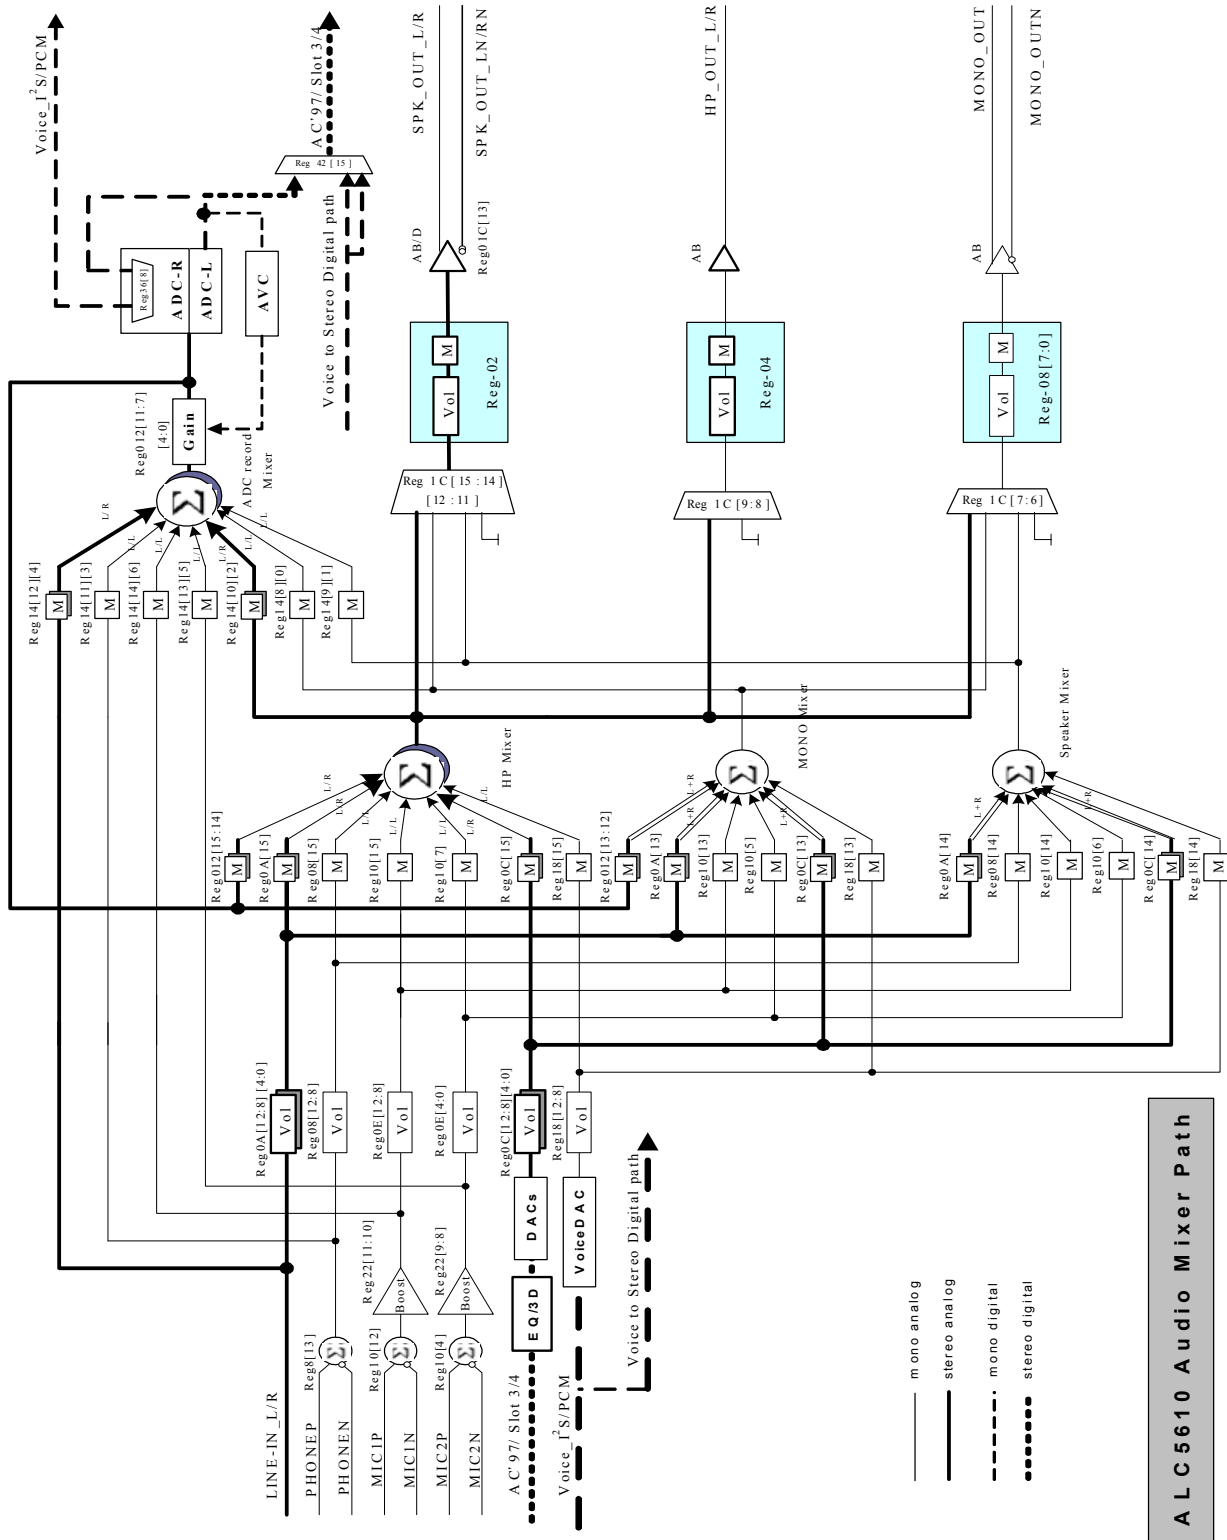 ALC5610 Audio Mixer Path
LINE-IN_L/R
PHONEP
PHONEN
MIC1P
MIC1N
MIC2P
MIC2N
AC'97/ Slot 3/4
Voice_I²S/PCM
Reg8[13]
Σ
Reg10[12]
Σ
Reg10[4]
Σ
Reg22[11:10]
Boost
Reg22[9:8]
Boost
EQ/3D
DACs
VoiceDAC
Voice to Stereo Digital path
Reg0A[12:8] [4:0]
Vol
Reg08[12:8]
Vol
Reg0E[12:8]
Vol
Reg0E[4:0]
Vol
Reg0C[12:8][4:0]
Vol
Reg18[12:8]
Vol
Reg012[15:14]
M
Reg0A[15]
M
Reg08[15]
M
Reg10[15]
M
Reg10[7]
M
Reg0C[15]
M
Reg18[15]
M
L/R
L/R
L/L
L/L
L/L
L/R
L/L
Σ
HP Mixer
Reg012[13:12]
M
Reg0A[13]
M
Reg10[13]
M
Reg10[5]
M
Reg0C[13]
M
Reg18[13]
M
L+R
L+R
L+R
Σ
MONO Mixer
Reg0A[14]
M
Reg08[14]
M
Reg10[14]
M
Reg10[6]
M
Reg0C[14]
M
Reg18[14]
M
L+R
L+R
Σ
Speaker Mixer
Reg14[12][4]
M
Reg14[11][3]
M
Reg14[14][6]
M
Reg14[13][5]
M
Reg14[10][2]
M
Reg14[8][0]
M
Reg14[9][1]
M
L/R
L/L
L/L
L/L
L/R
L/L
L/L
Σ
ADC record
Mixer
Reg012[11:7]
[4:0]
Gain
AVC
Reg36[8]
ADC-R
ADC-L
Voice_I²S/PCM
Voice to Stereo Digital path
Reg 42 [15]
AC'97/ Slot 3/4
Reg 1C[15:14]
[12:11]
Vol
M
Reg-02
AB/D
Reg01C[13]
SPK_OUT_L/R
SPK_OUT_LN/RN
Reg 1C[9:8]
Vol
M
Reg-04
AB
HP_OUT_L/R
Reg 1C[7:6]
Vol
M
Reg-08[7:0]
AB
MONO_OUT
MONO_OUTN
mono analog
stereo analog
mono digital
stereo digital